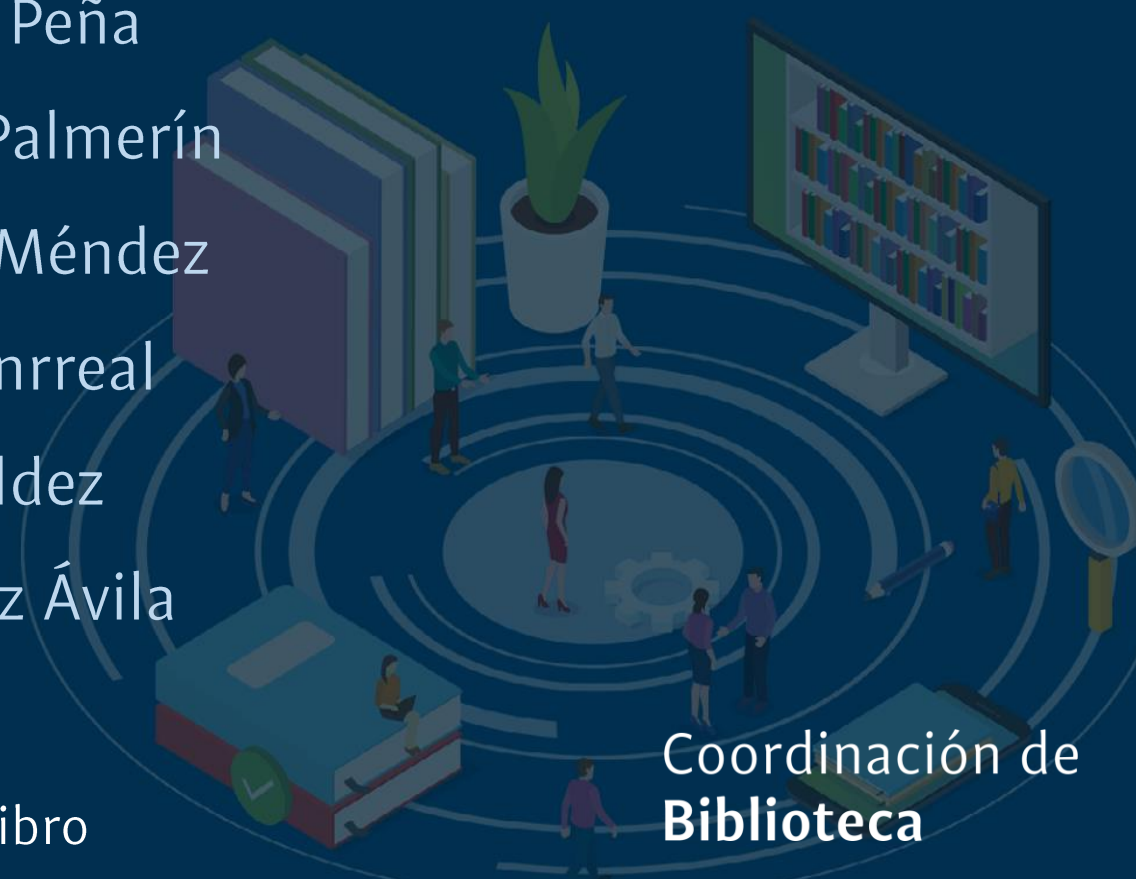 Peña
Palmerín
Méndez
nrreal
ldez
z Ávila
ibro
Coordinación de
Biblioteca